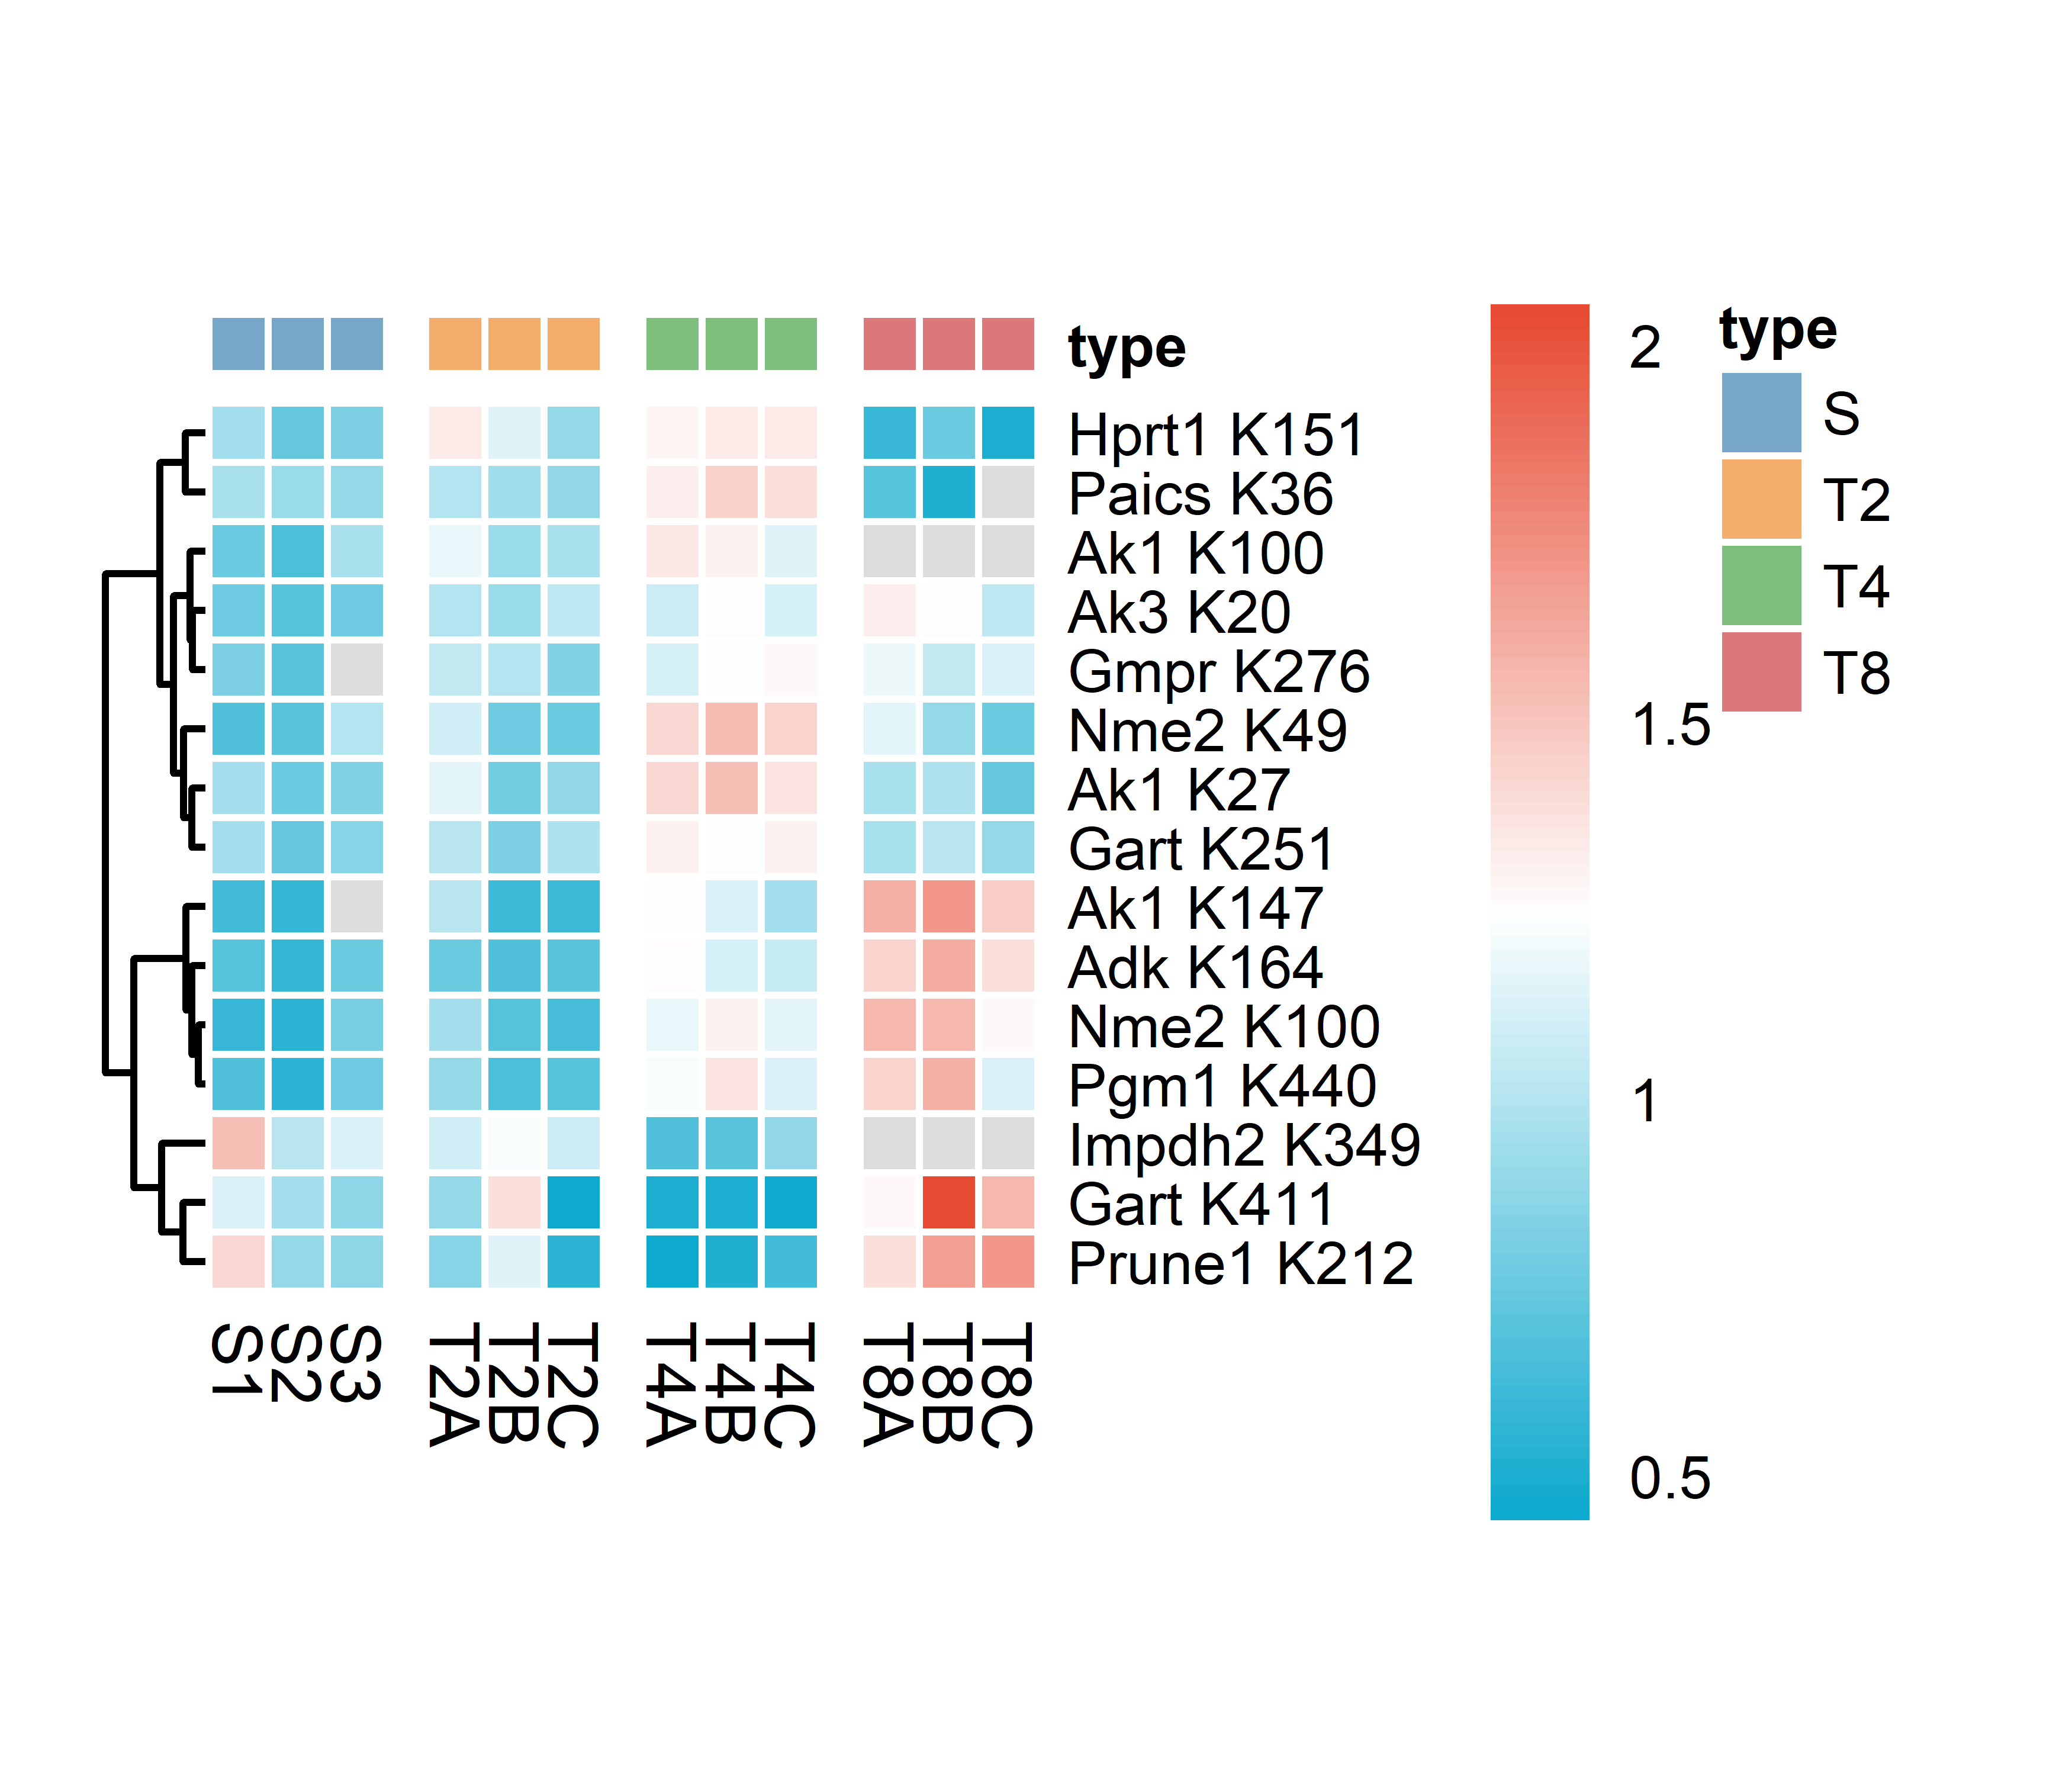 type
Hprt1 K151
Paics K36
Ak1 K100
Ak3 K20
Gmpr K276
Nme2 K49
Ak1 K27
Gart K251
Ak1 K147
Adk K164
Nme2 K100
Pgm1 K440
Impdh2 K349
Gart K411
Prune1 K212
S1
S2
S3
T2A
T2B
T2C
T4A
T4B
T4C
T8A
T8B
T8C
2
1.5
1
0.5
type
S
T2
T4
T8